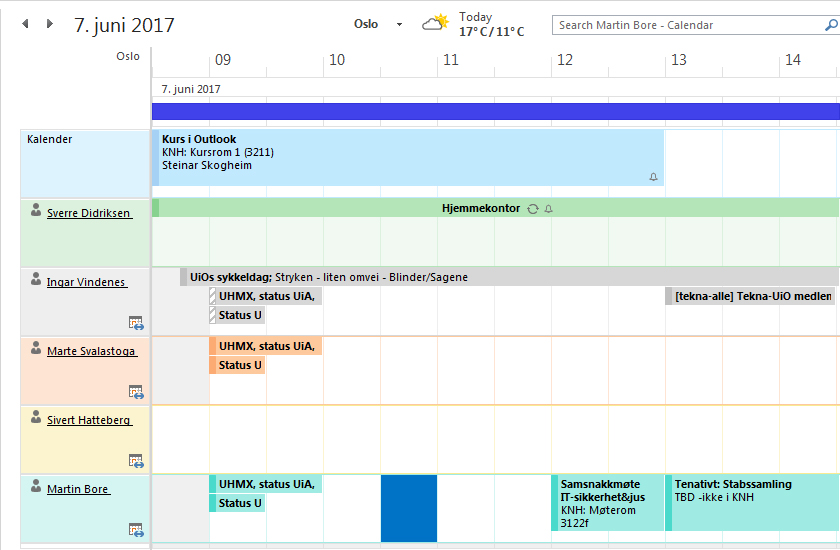 7. juni 2017
Oslo
Today
17° C / 11° C
Search Martin Bore - Calendar
Oslo
09 10 11 12 13 14
7. juni 2017
Kalender
Kurs i Outlook
KNH: Kursrom 1 (3211)
Steinar Skogheim
Sverre Didriksen
Hjemmekontor
Ingar Vindenes
UiOs sykkeldag; Stryken - liten omvei - Blinder/Sagene
UHMX, status UiA,
[tekna-alle] Tekna-UiO medlen
Status U
Marte Svalastoga
UHMX, status UiA,
Status U
Sivert Hatteberg
Martin Bore
UHMX, status UiA,
Status U
Samsnakkmøte
IT-sikkerhet&jus
KNH: Møterom
3122f
Tenativt: Stabssamling
TBD -ikke i KNH